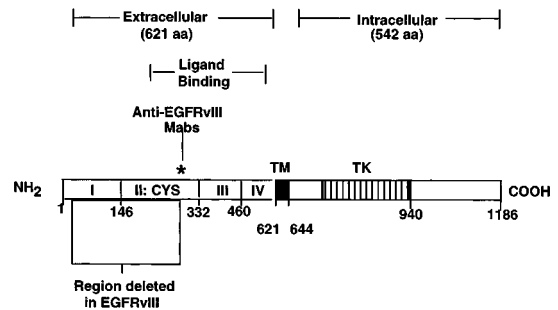 Extracellular
(621 aa)
Intracellular
(542 aa)
Ligand
Binding
Anti-EGFRvIII
Mabs
*
TM
TK
NH2
I
II: CYS
III
IV
COOH
1
146
332
460
621
644
940
1186
Region deleted
in EGFRvIII